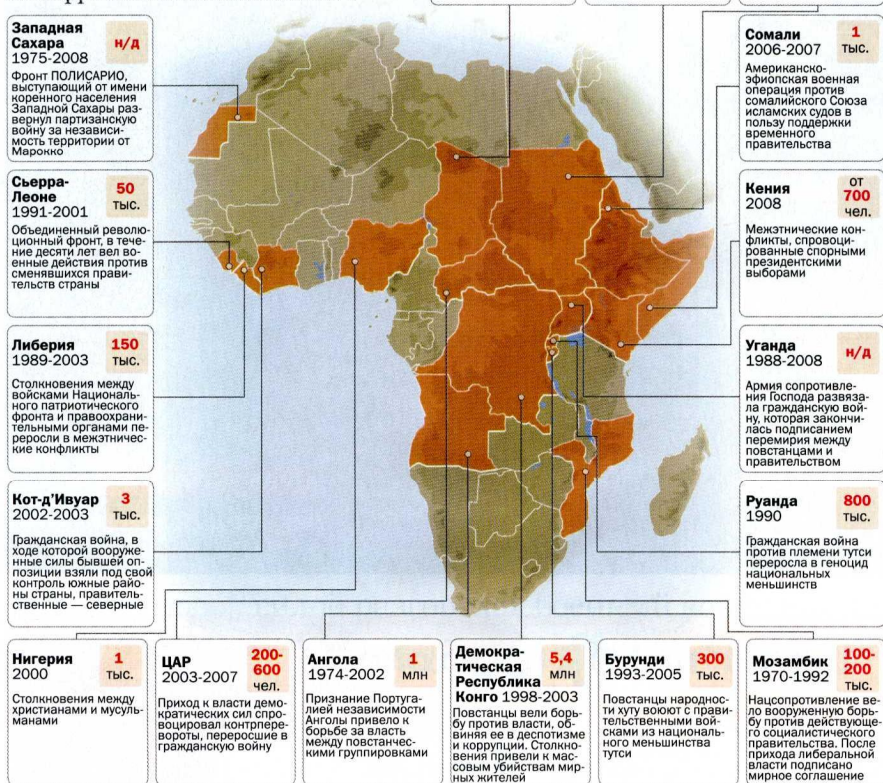 Западная
Сахара
1975-2008
н/д
Фронт ПОЛИСАРИО,
выступающий от имени
коренного населения
Западной Сахары раз-
вернул партизанскую
войну за независи-
мость территории от
Марокко
Сьерра-
Леоне
1991-2001
50
тыс.
Объединенный револю-
ционный фронт, в тече-
ние десяти лет вел во-
енные действия против
сменявшихся прави-
тельств страны
Либерия
1989-2003
150
тыс.
Столкновения между
войсками Националь-
ного патриотического
фронта и правоохрани-
тельными органами пе-
реросли в межэтничес-
кие конфликты
Кот-д'Ивуар
2002-2003
3
тыс.
Гражданская война, в
ходе которой вооруже-
нные силы бывшей оп-
позиции взяли под свой
контроль южные райо-
ны страны, правитель-
ственные — северные
Сомали
2006-2007
1
тыс.
Американско-
эфиопская военная
операция против
сомалийского Союза
исламских судов в
пользу поддержки
временного
правительства
Кения
2008
от
700
чел.
Межэтнические кон-
фликты, спровоци-
рованные спорными
президентскими
выборами
Уганда
1988-2008
н/д
Армия сопротивле-
ния Господа развяза-
ла гражданскую вой-
ну, которая закончи-
лась подписанием
перемирия между
повстанцами и
правительством
Руанда
1990
800
тыс.
Гражданская война
против племени тутси
переросла в геноцид
национальных
меньшинств
Нигерия
2000
1
тыс.
Столкновения между
христианами и мусуль-
манами
ЦАР
2003-2007
200-
600
чел.
Приход к власти демо-
кратических сил спро-
воцировал контрпере-
вороты, переросшие в
гражданскую войну
Ангола
1974-2002
1
млн
Признание Португа-
лией независимости
Анголы привело к
борьбе за власть
между повстанчес-
кими группировками
Демокра-
тическая
Республика
Конго 1998-2003
5,4
млн
Повстанцы вели борь-
бу против власти, об-
виняя ее в деспотизме
и коррупции. Столкно-
вения привели к мас-
совым убийствам мир-
ных жителей
Бурунди
1993-2005
300
тыс.
Повстанцы народнос-
ти хуту воюют с прави-
тельственными вой-
сками из националь-
ного меньшинства
тутси
Мозамбик
1970-1992
100-
200
тыс.
Нацсопротивление ве-
ло вооруженную борь-
бу против действующе-
го социалистического
правительства. После
прихода либеральной
власти подписано
мирное соглашение